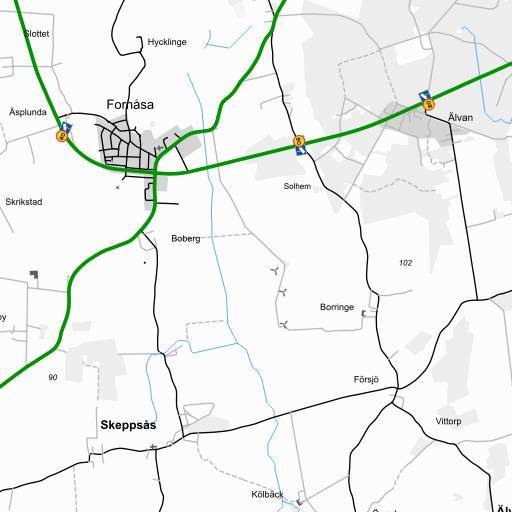 Slottet
Hycklinge
Fornåsa
Äsplunda
Älvan
Solhem
Skrikstad
Boberg
102
Borringe
90
Försjö
Skeppsås
Vittorp
Kölbäck